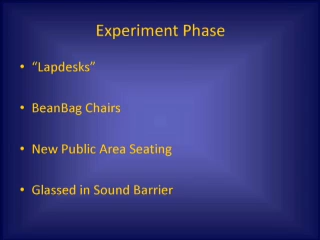 Experiment Phase
• “Lapdesks”
• BeanBag Chairs
• New Public Area Seating
• Glassed in Sound Barrier